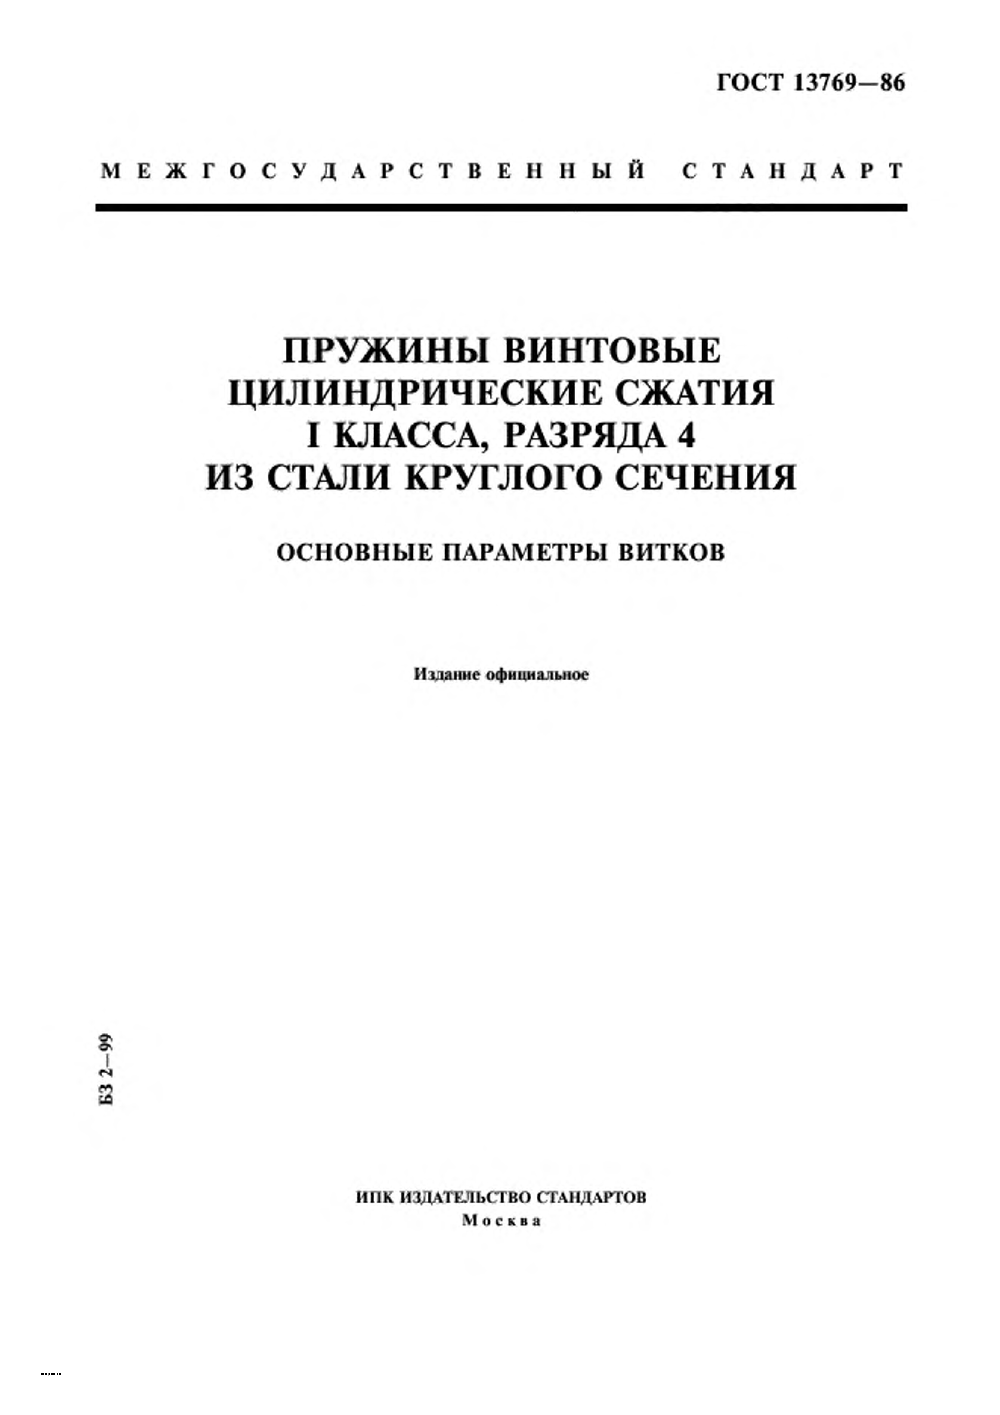 ГОСТ 13769—86
МЕЖГОСУДАРСТВЕННЫЙ СТАНДАРТ
ПРУЖИНЫ ВИНТОВЫЕ
ЦИЛИНДРИЧЕСКИЕ СЖАТИЯ
I КЛАССА, РАЗРЯДА 4
ИЗ СТАЛИ КРУГЛОГО СЕЧЕНИЯ
ОСНОВНЫЕ ПАРАМЕТРЫ ВИТКОВ
Издание официальное
БЗ 2—99
ИПК ИЗДАТЕЛЬСТВО СТАНДАРТОВ
Москва